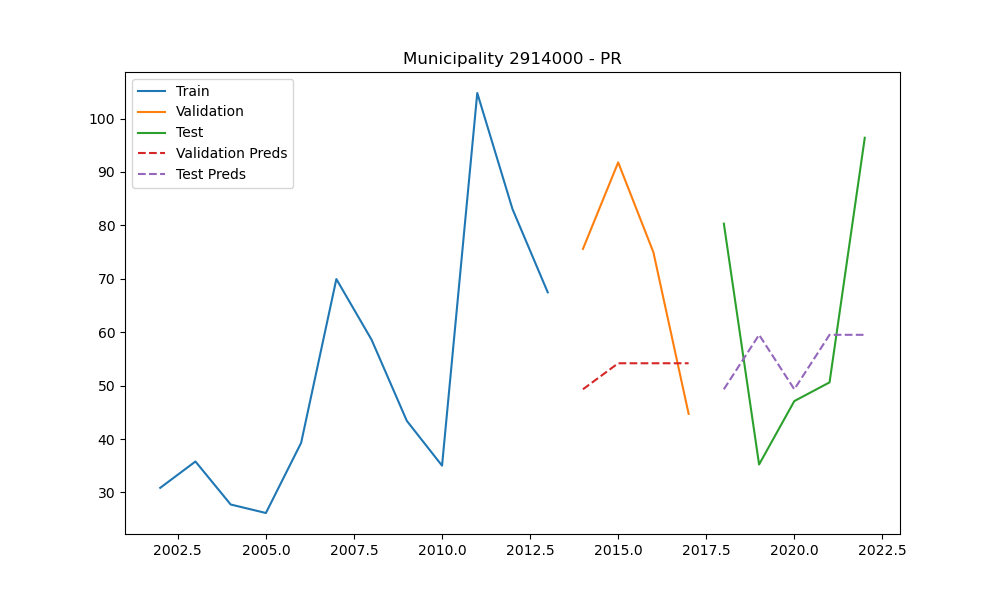 Municipality 2914000 - PR
Train
Validation
Test
Validation Preds
Test Preds
100
90
80
70
60
50
40
30
2002.5 2005.0 2007.5 2010.0 2012.5 2015.0 2017.5 2020.0 2022.5